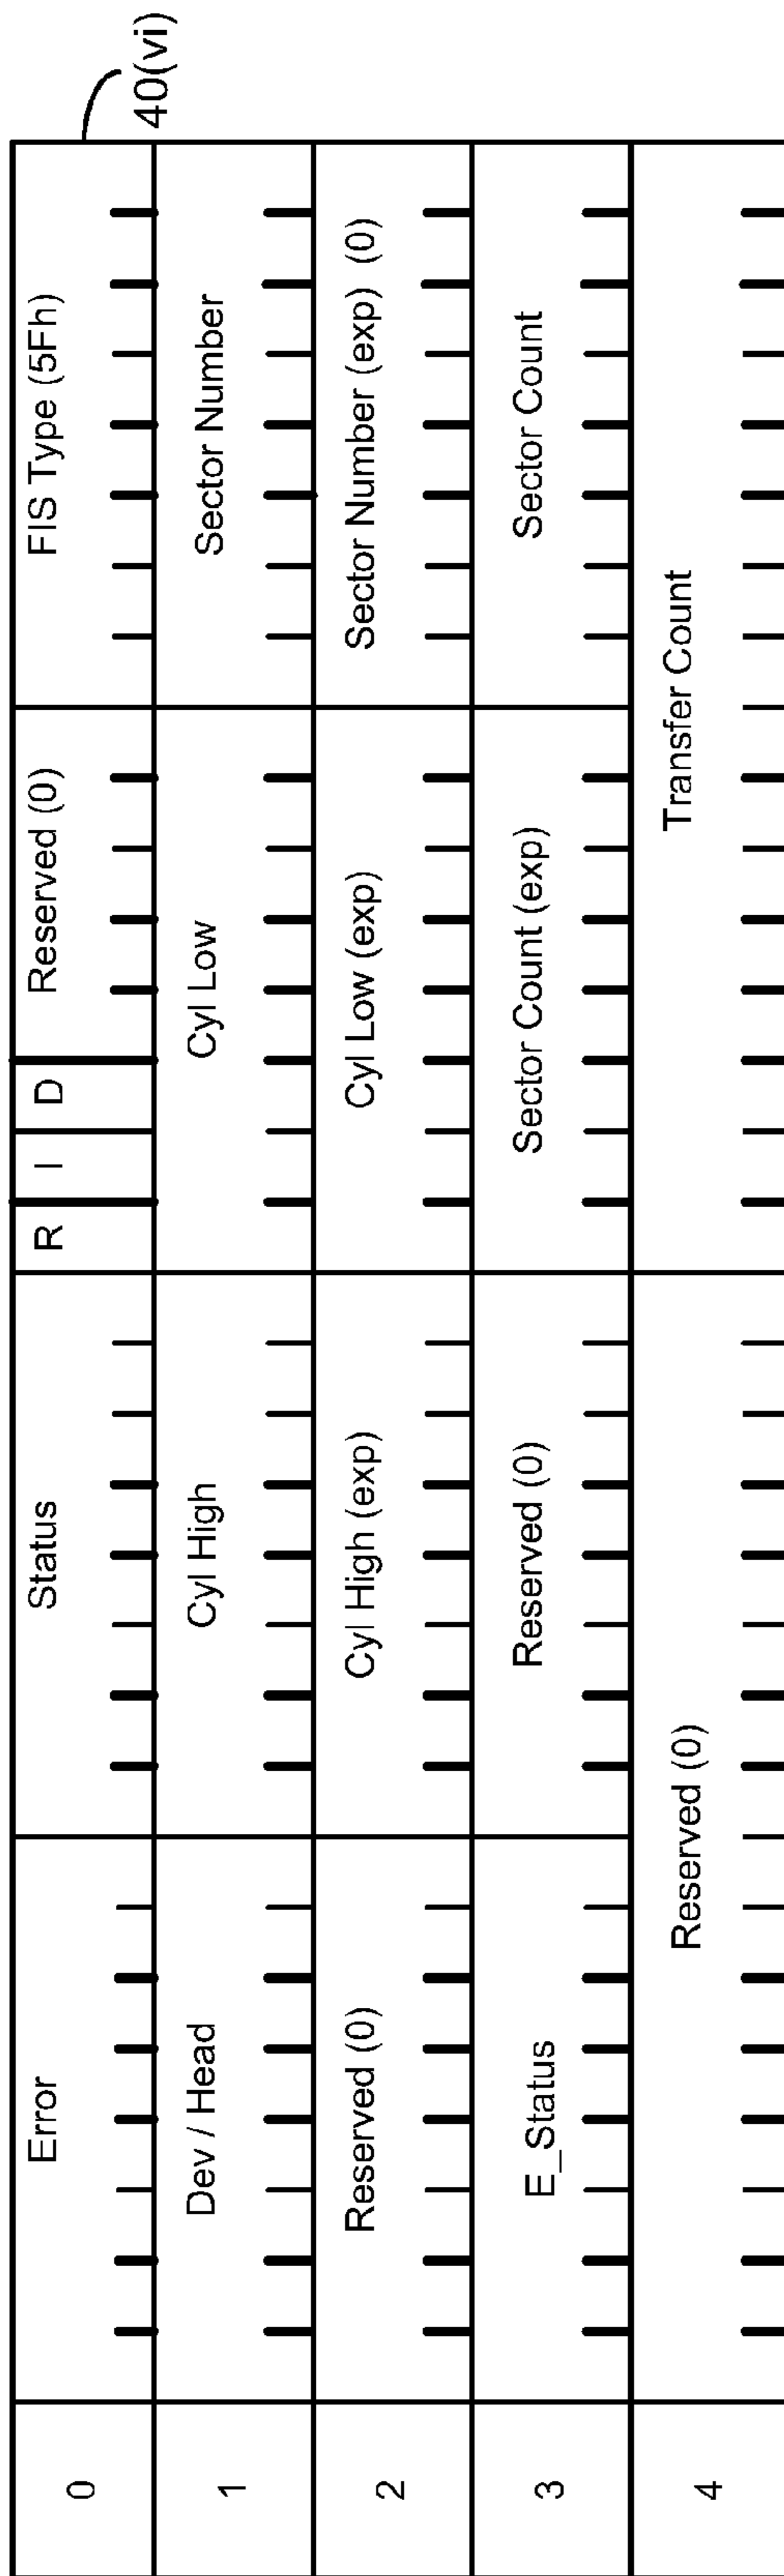 40(vi)
0 Error Status R I D Reserved (0) FIS Type (5Fh)
1 Dev / Head Cyl High Cyl Low Sector Number
2 Reserved (0) Cyl High (exp) Cyl Low (exp) Sector Number (exp) (0)
3 E_Status Reserved (0) Sector Count (exp) Sector Count
4 Reserved (0) Transfer Count